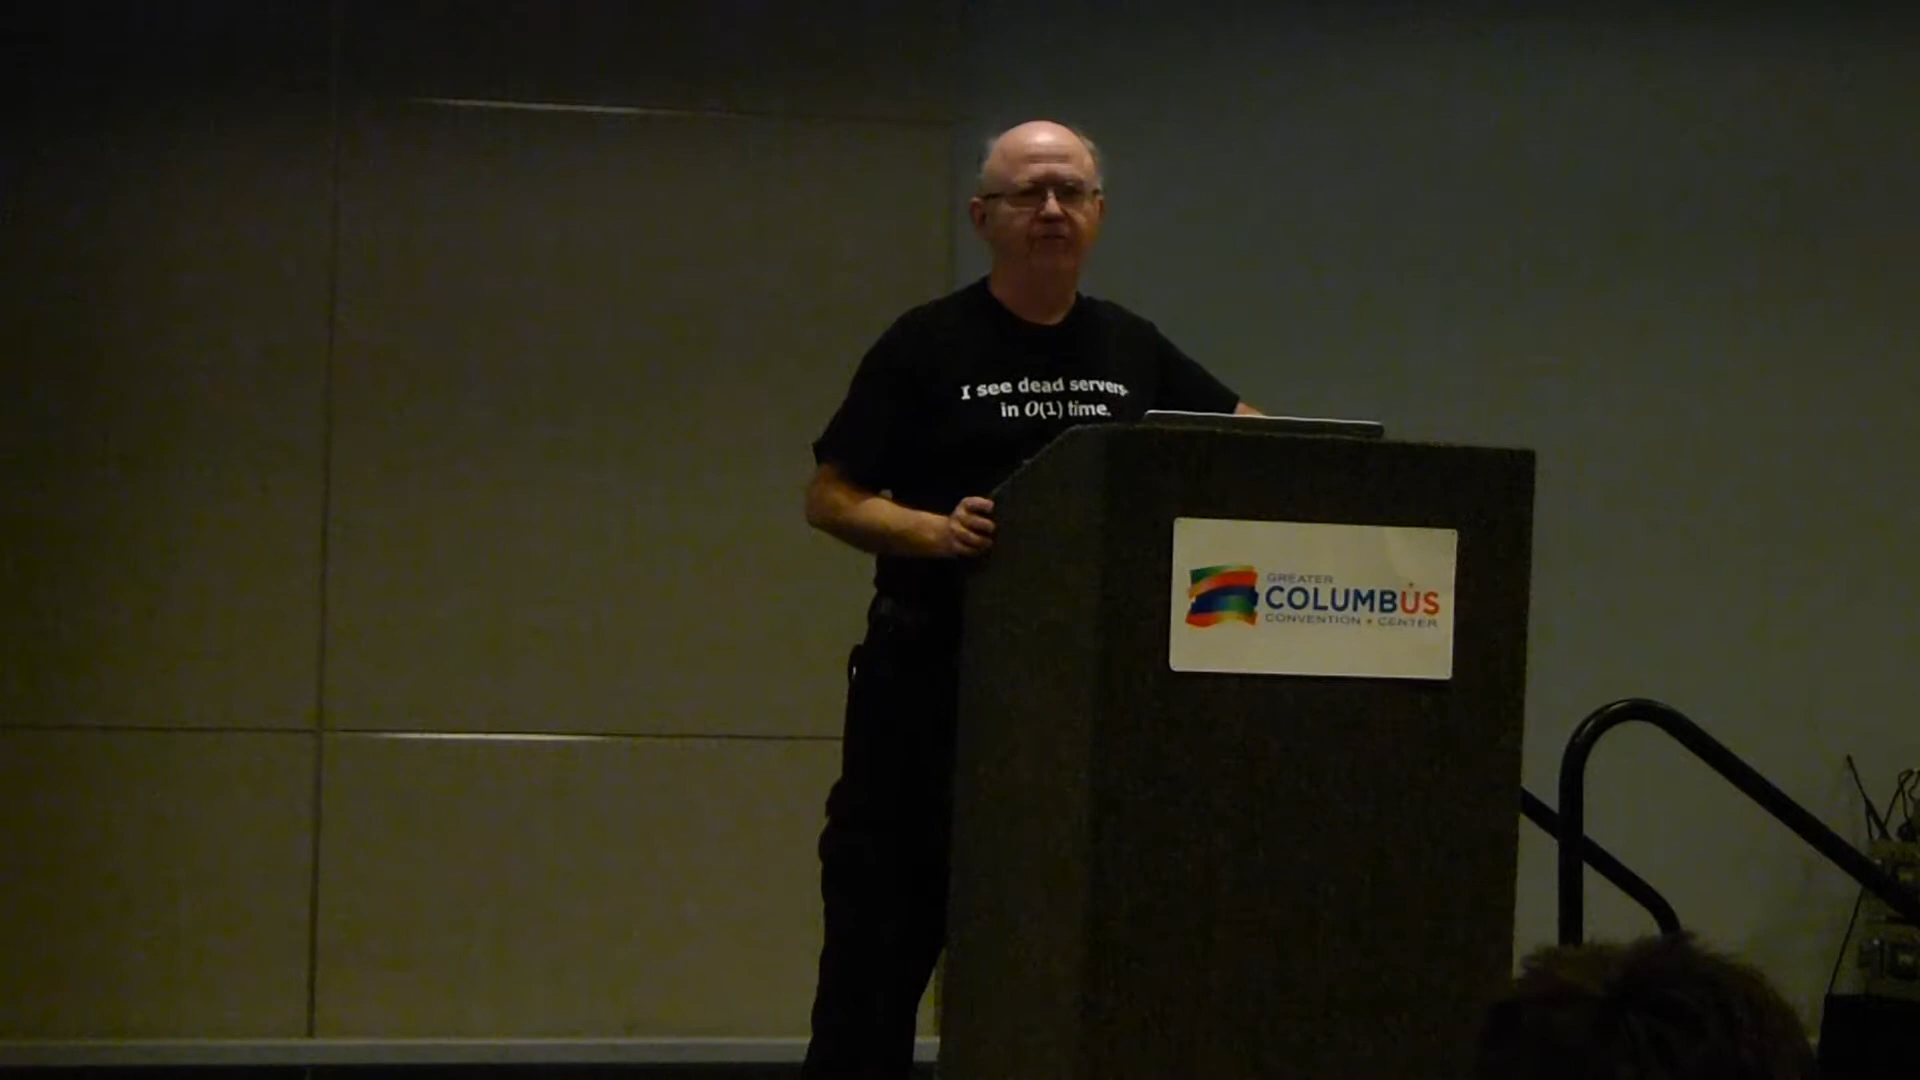 I see dead servers
in O(1) time.
GREATER
COLUMBUS
CONVENTION • CENTER